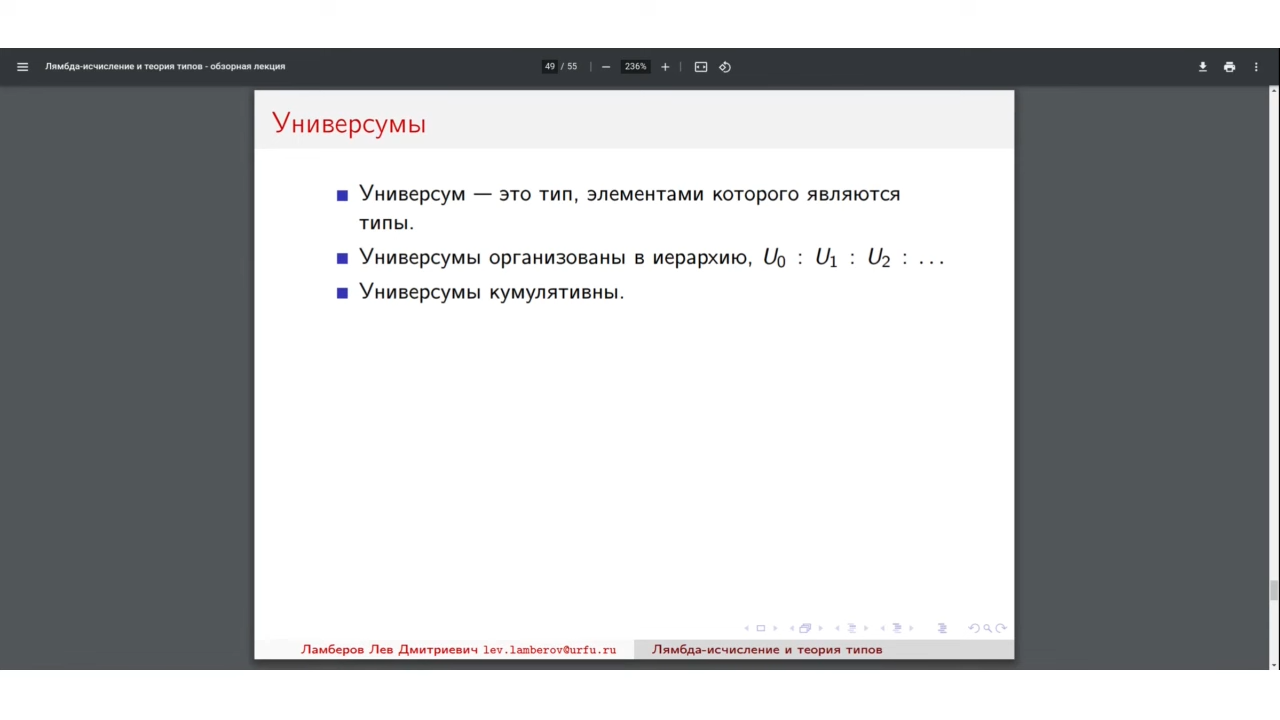 Лямбда-исчисление и теория типов - обзорная лекция
49 / 55
236%
Универсумы
Универсум — это тип, элементами которого являются
типы.
Универсумы организованы в иерархию, U₀ : U₁ : U₂ : ...
Универсумы кумулятивны.
Ламберов Лев Дмитриевич lev.lamberov@urfu.ru
Лямбда-исчисление и теория типов